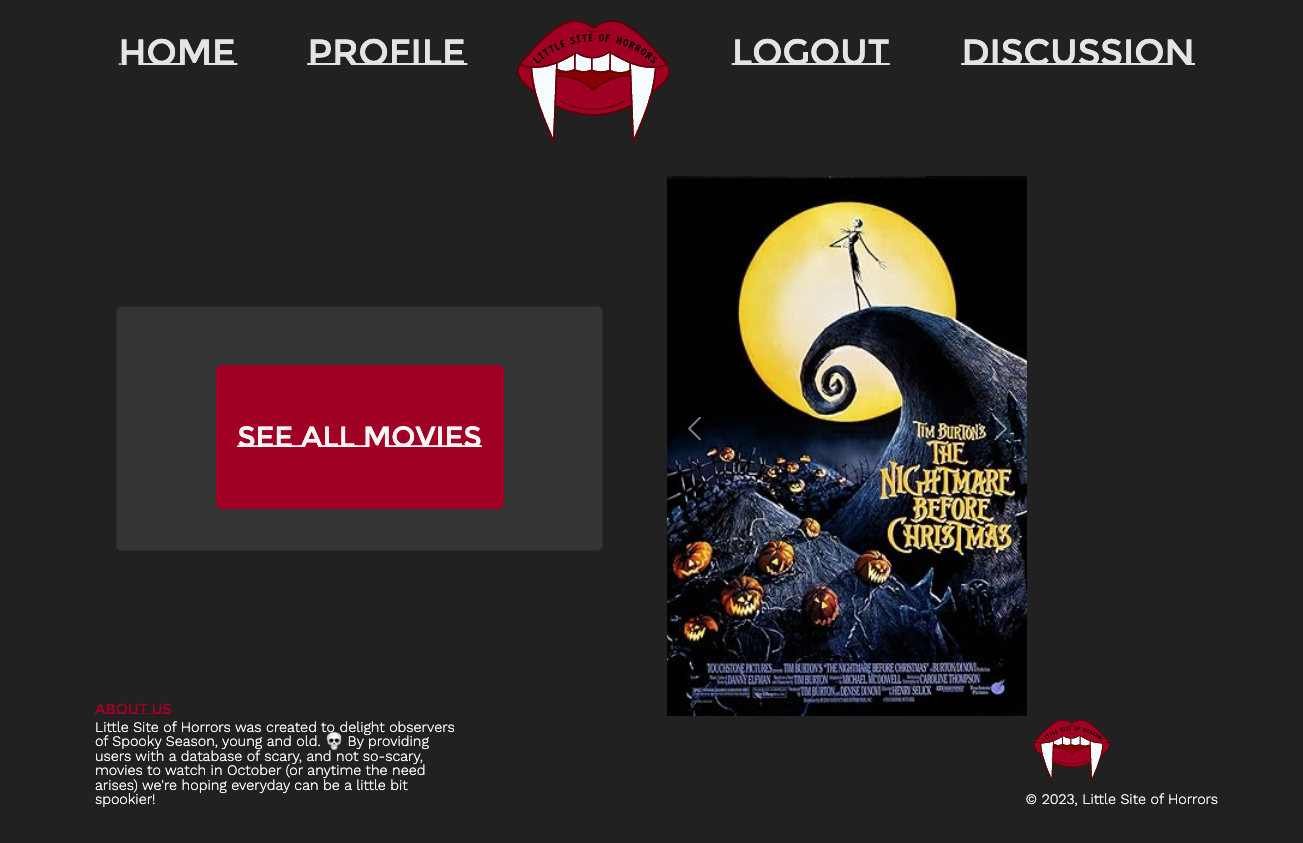 HOME PROFILE LITTLE SITE OF HORRORS LOGOUT DISCUSSION
SEE ALL MOVIES
TIM BURTON'S
THE
NIGHTMARE
BEFORE
CHRISTMAS
TOUCHSTONE PICTURES TIM BURTON'S "THE NIGHTMARE BEFORE CHRISTMAS" BURTON/DI NOVI
DANNY ELFMAN TIM BURTON MICHAEL MCDOWELL CAROLINE THOMPSON
TIM BURTON AND DENISE DI NOVI HENRY SELICK
ABOUT US
Little Site of Horrors was created to delight observers
of Spooky Season, young and old. 💀 By providing
users with a database of scary, and not so-scary,
movies to watch in October (or anytime the need
arises) we're hoping everyday can be a little bit
spookier!
LITTLE SITE OF HORRORS
© 2023, Little Site of Horrors